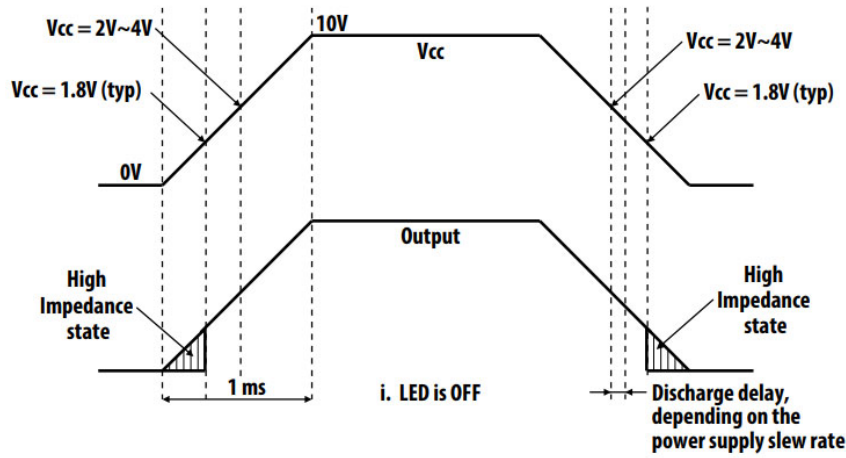 Vcc = 2V~4V
10V
Vcc
Vcc = 2V~4V
Vcc = 1.8V (typ)
Vcc = 1.8V (typ)
0V
Output
High
Impedance
state
High
Impedance
state
1 ms
i. LED is OFF
Discharge delay,
depending on the
power supply slew rate